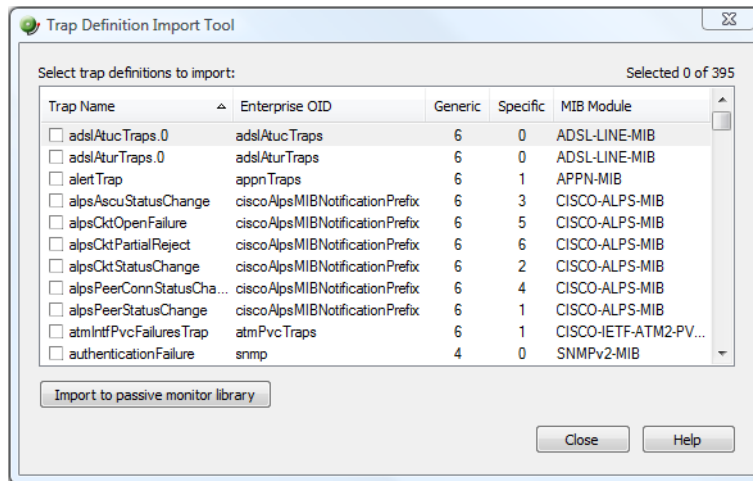 Trap Definition Import Tool
Select trap definitions to import: Selected 0 of 395
Trap Name Enterprise OID Generic Specific MIB Module
adslAtucTraps.0 adslAtucTraps 6 0 ADSL-LINE-MIB
adslAturTraps.0 adslAturTraps 6 0 ADSL-LINE-MIB
alertTrap appnTraps 6 1 APPN-MIB
alpsAscuStatusChange ciscoAlpsMIBNotificationPrefix 6 3 CISCO-ALPS-MIB
alpsCktOpenFailure ciscoAlpsMIBNotificationPrefix 6 5 CISCO-ALPS-MIB
alpsCktPartialReject ciscoAlpsMIBNotificationPrefix 6 6 CISCO-ALPS-MIB
alpsCktStatusChange ciscoAlpsMIBNotificationPrefix 6 2 CISCO-ALPS-MIB
alpsPeerConnStatusCha... ciscoAlpsMIBNotificationPrefix 6 4 CISCO-ALPS-MIB
alpsPeerStatusChange ciscoAlpsMIBNotificationPrefix 6 1 CISCO-ALPS-MIB
atmIntfPvcFailuresTrap atmPvcTraps 6 1 CISCO-IETF-ATM2-PV...
authenticationFailure snmp 4 0 SNMPv2-MIB
Import to passive monitor library
Close Help